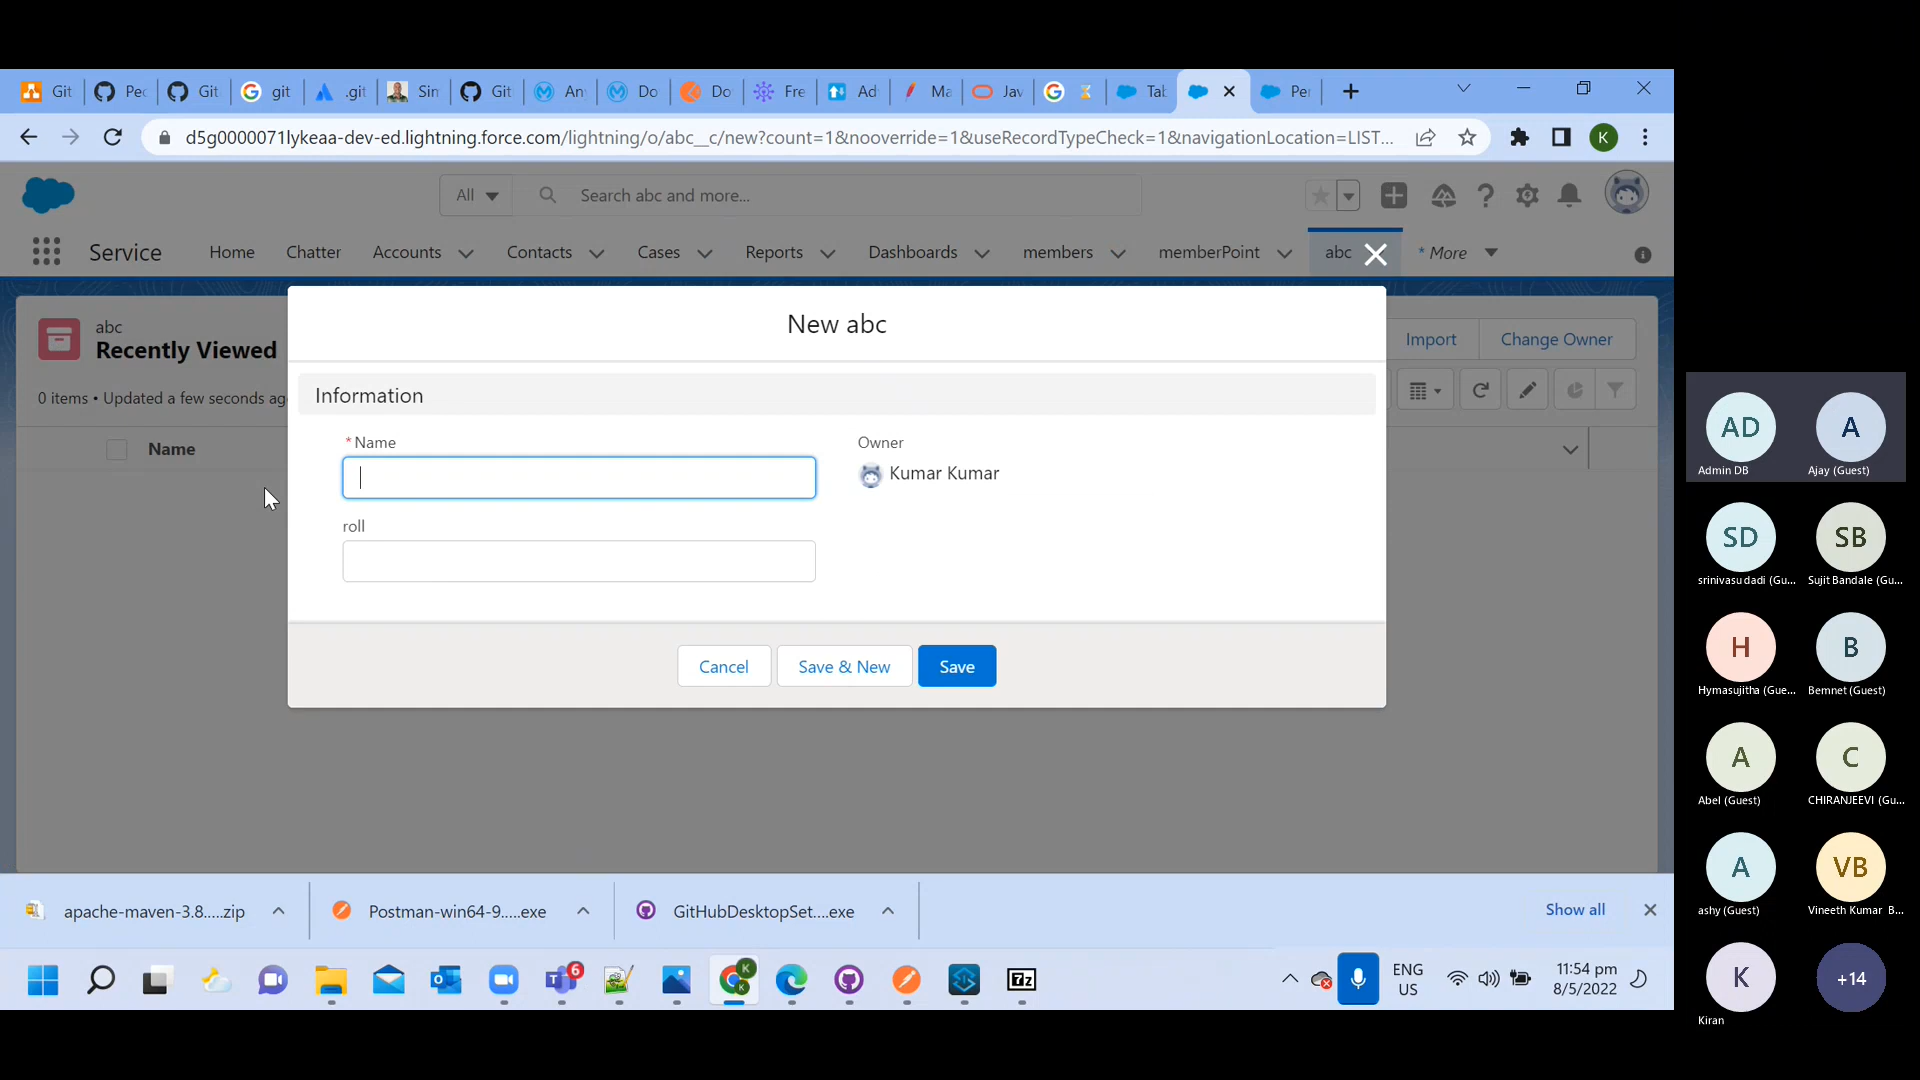 Git
Pec
Git
git
.git
Sin
Git
An
Do
Do
Fre
Ad
Ma
Jav
Tab
Per
d5g0000071lykeaa-dev-ed.lightning.force.com/lightning/o/abc__c/new?count=1&nooverride=1&useRecordTypeCheck=1&navigationLocation=LIST...
K
All
Search abc and more...
Service
Home
Chatter
Accounts
Contacts
Cases
Reports
Dashboards
members
memberPoint
abc
* More
abc
Recently Viewed
Import
Change Owner
0 items • Updated a few seconds ag
Name
New abc
Information
*Name
Owner
Kumar Kumar
roll
Cancel
Save & New
Save
apache-maven-3.8.....zip
Postman-win64-9.....exe
GitHubDesktopSet....exe
Show all
6
K
7z
ENG
US
11:54 pm
8/5/2022
AD
Admin DB
A
Ajay (Guest)
SD
srinivasu dadi (Gu...
SB
Sujit Bandale (Gu...
H
Hymasujitha (Gue...
B
Bemnet (Guest)
A
Abel (Guest)
C
CHIRANJEEVI (Gu...
A
ashy (Guest)
VB
Vineeth Kumar B...
K
Kiran
+14